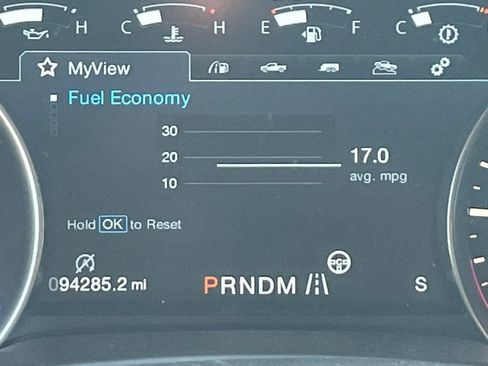 H C H E F C
MyView
Fuel Economy
30
20 17.0
avg. mpg
10
Hold OK to Reset
094285.2 mi PRNDM S